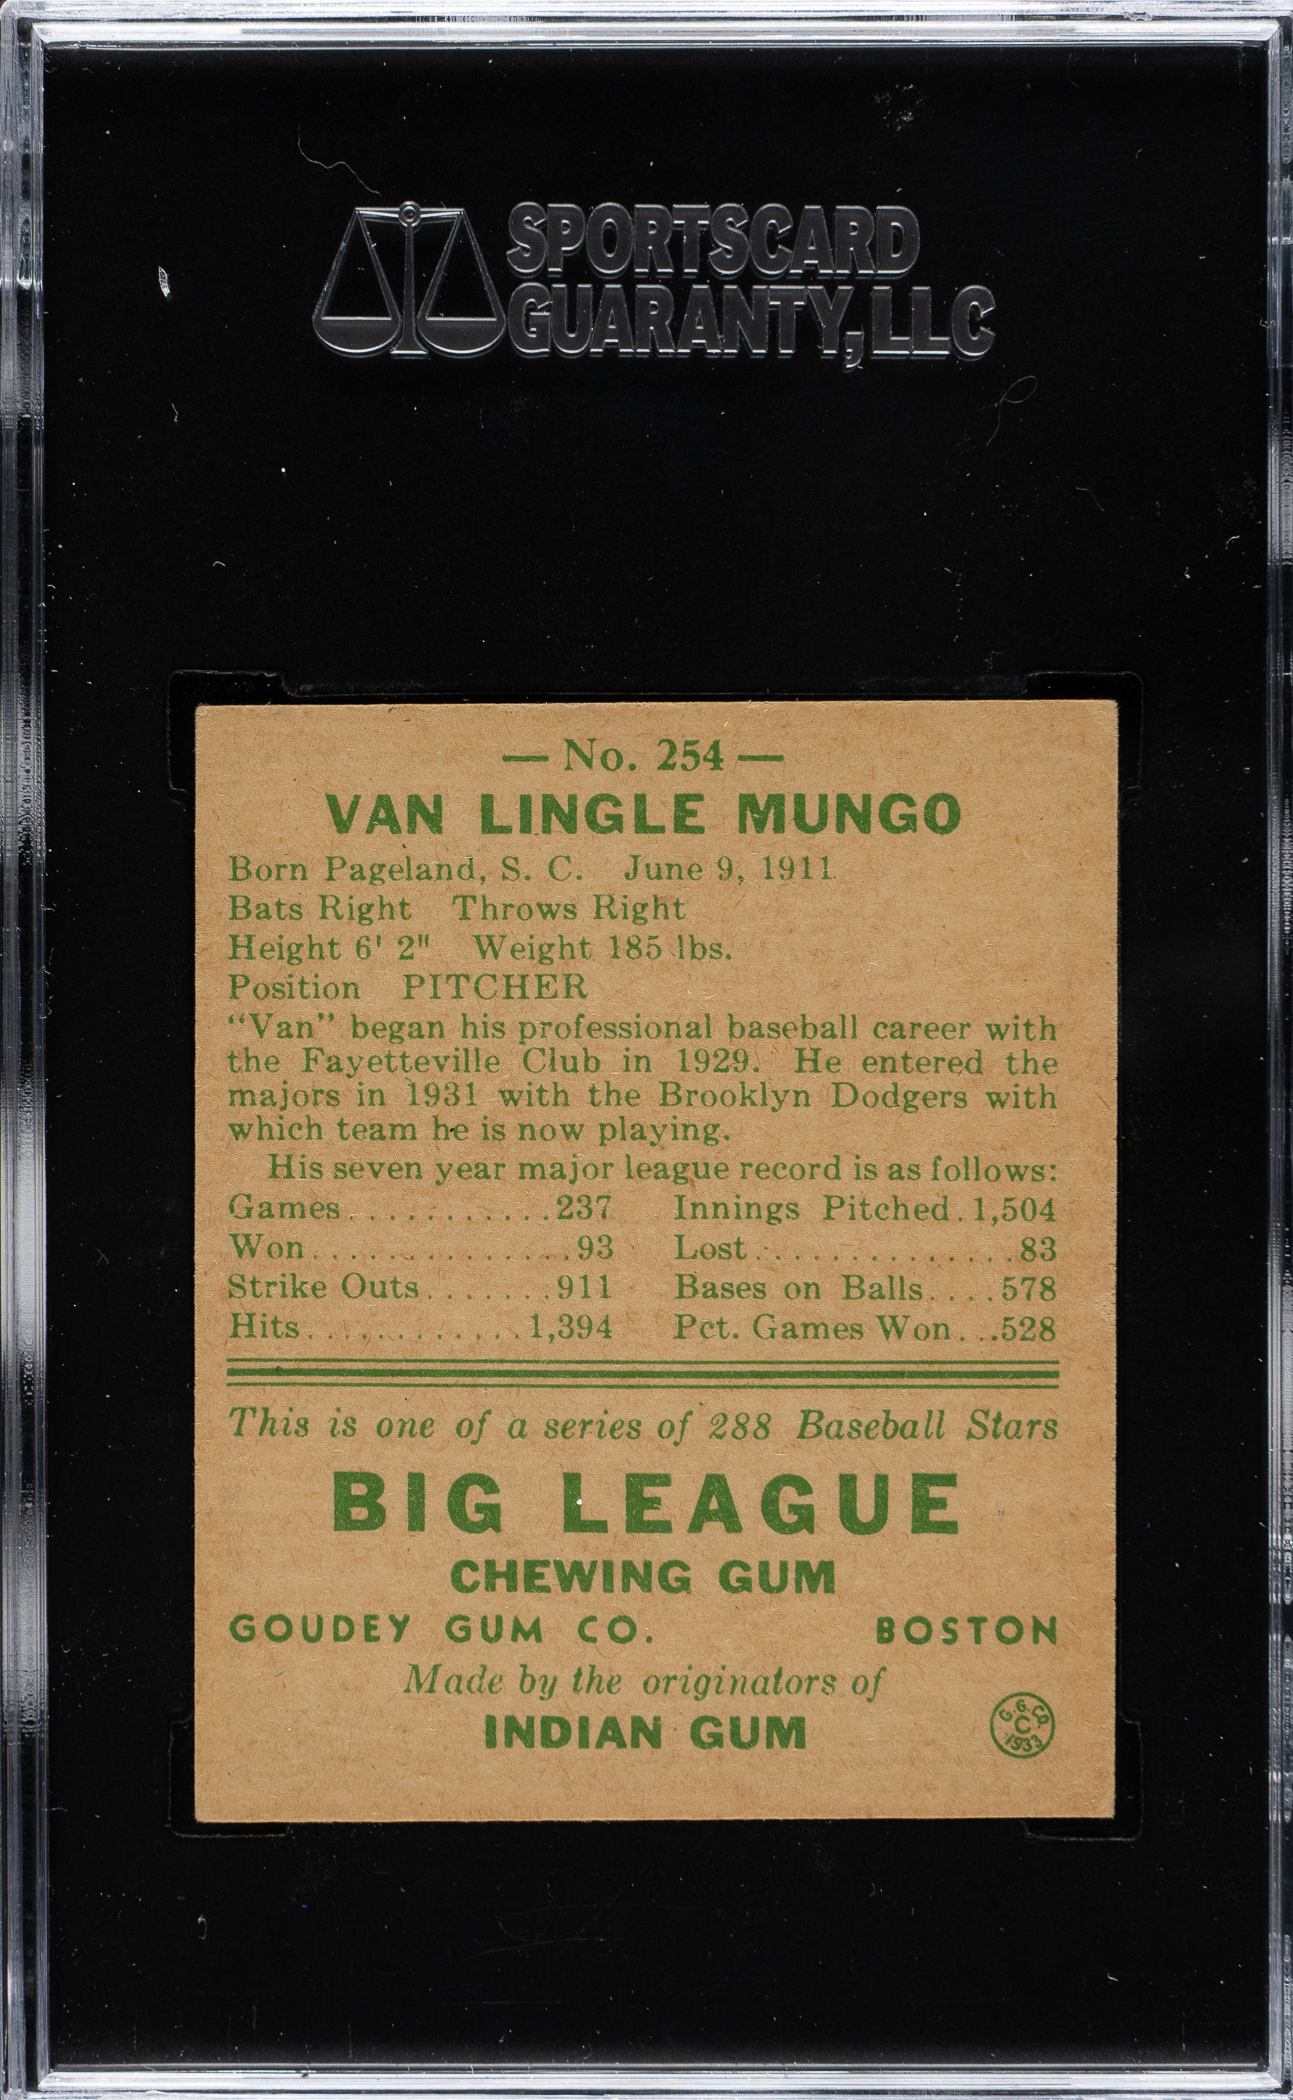 SPORTSCARD
GUARANTY, LLC
— No. 254 —
VAN LINGLE MUNGO
Born Pageland, S. C. June 9, 1911
Bats Right Throws Right
Height 6' 2" Weight 185 lbs.
Position PITCHER
"Van" began his professional baseball career with
the Fayetteville Club in 1929. He entered the
majors in 1931 with the Brooklyn Dodgers with
which team he is now playing.
His seven year major league record is as follows:
Games...........237 Innings Pitched.1,504
Won..............93 Lost..............83
Strike Outs.......911 Bases on Balls....578
Hits............1,394 Pct. Games Won...528
This is one of a series of 288 Baseball Stars
BIG LEAGUE
CHEWING GUM
GOUDEY GUM CO. BOSTON
Made by the originators of
INDIAN GUM
G. G. CO.
C
1933